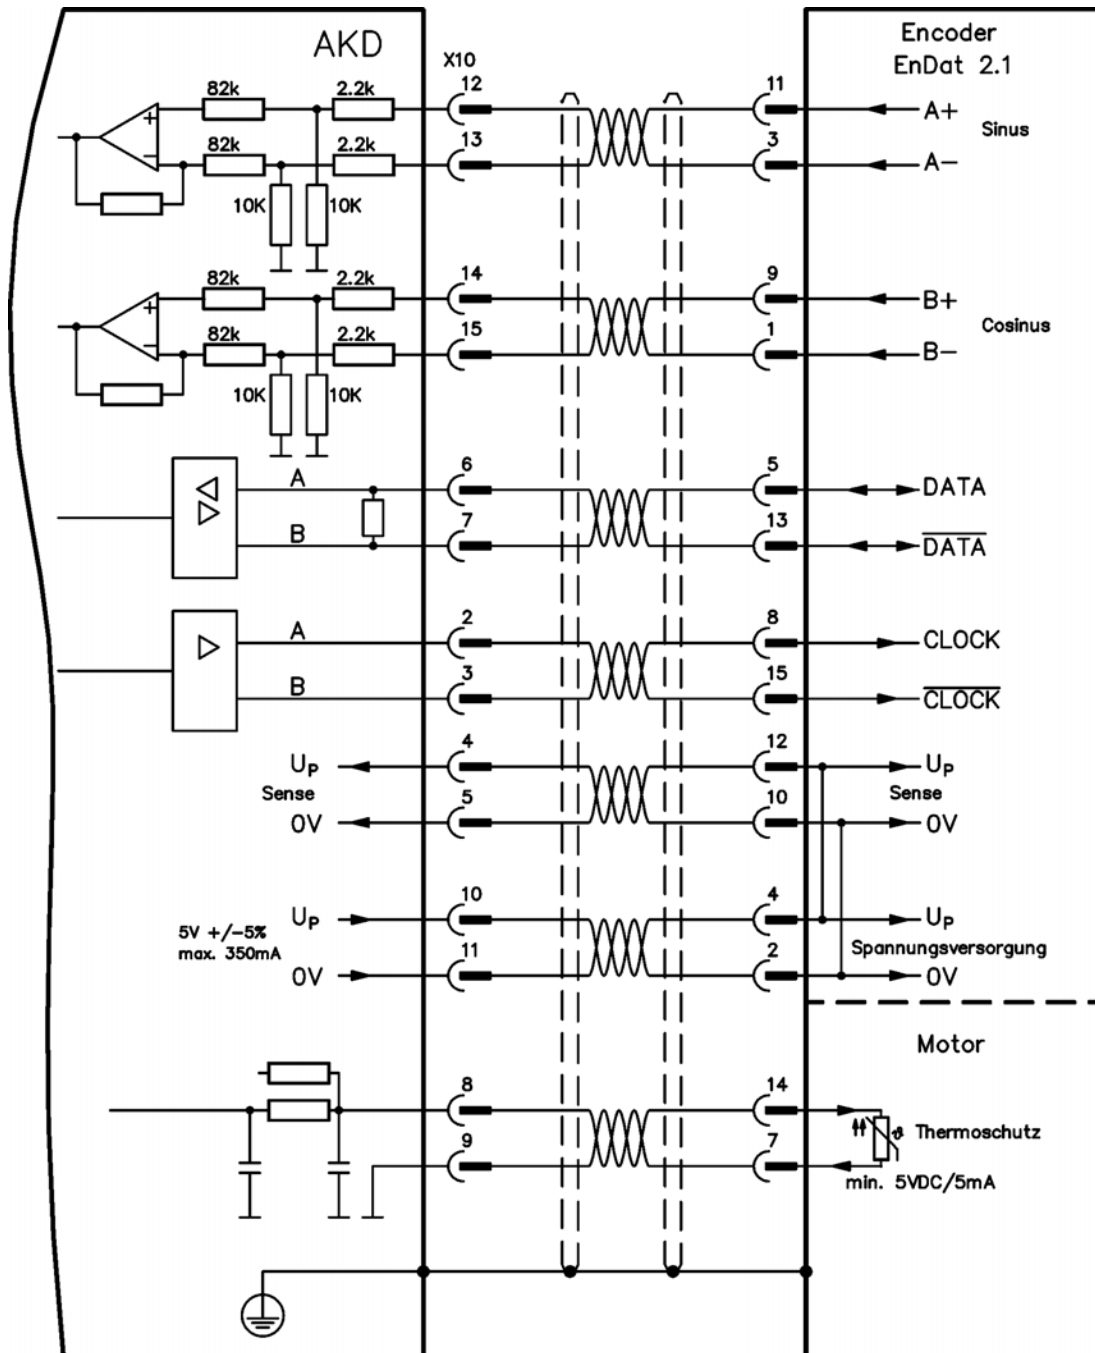 AKD
X10
Encoder
EnDat 2.1
82k
2.2k
12
11
A+
Sinus
+
82k
2.2k
13
3
A−
−
10K
10K
82k
2.2k
14
9
B+
Cosinus
+
82k
2.2k
15
1
B−
−
10K
10K
A
6
5
DATA
B
7
13
DATA
A
2
8
CLOCK
B
3
15
CLOCK
UP
4
12
UP
Sense
Sense
0V
5
10
0V
UP
10
4
UP
5V +/−5%
max. 350mA
Spannungsversorgung
0V
11
2
0V
Motor
8
14
ϑ Thermoschutz
9
7
min. 5VDC/5mA